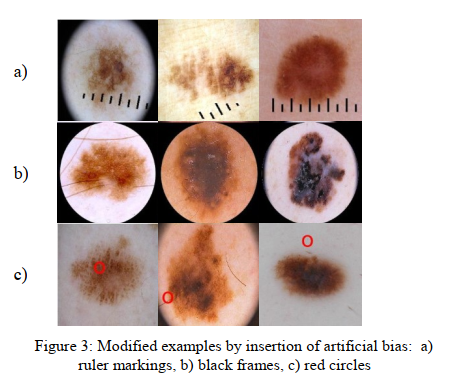 a)
b)
c)
Figure 3: Modified examples by insertion of artificial bias: a)
ruler markings, b) black frames, c) red circles